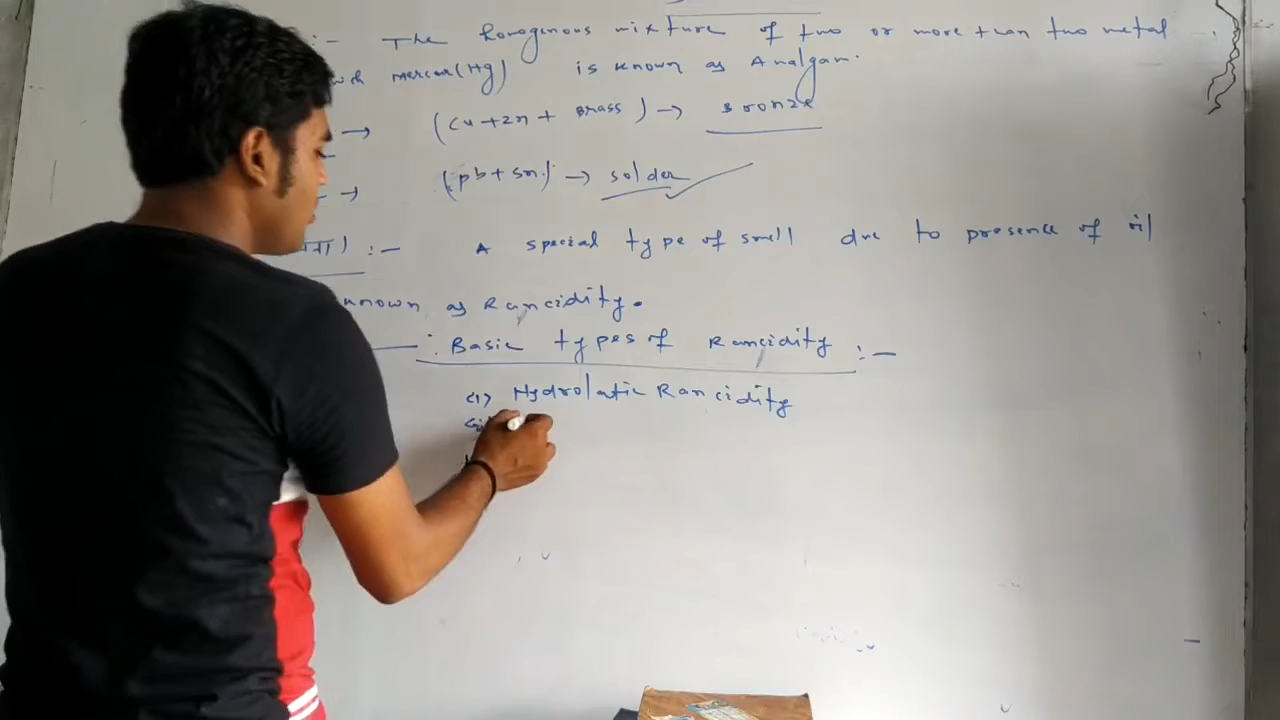 :- The homogenous mixture of two or more than two metal
with mercur(Hg) is known as Amalgam.
→ (Cu+Zn+ Brass) → Bronze
→ (pb+Sn) → solder
:- A special type of smell due to presence of oil
known as Rancidity.
Basic types of Rancidity :-
(1) Hydrolatic Rancidity